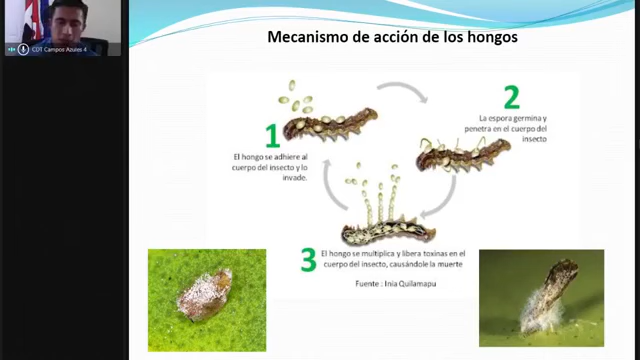 CDT Campos Azules 4
Mecanismo de acción de los hongos
1
El hongo se adhiere al
cuerpo del insecto y lo
invade.
2
La espora germina y
penetra en el cuerpo del
insecto
3
El hongo se multiplica y libera toxinas en el
cuerpo del insecto, causándole la muerte
Fuente : Inia Quilamapu